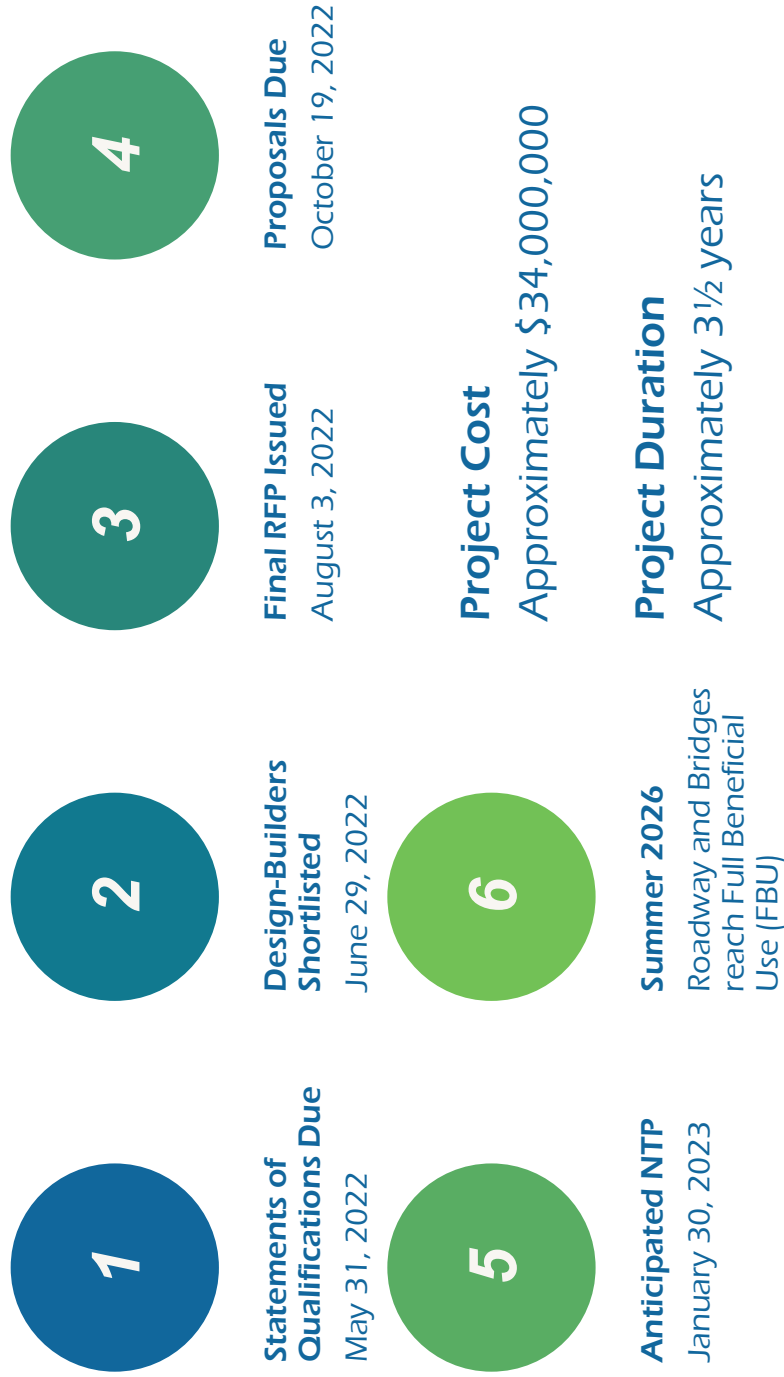 1
Statements of
Qualifications Due
May 31, 2022
2
Design-Builders
Shortlisted
June 29, 2022
3
Final RFP Issued
August 3, 2022
4
Proposals Due
October 19, 2022
5
Anticipated NTP
January 30, 2023
6
Summer 2026
Roadway and Bridges
reach Full Beneficial
Use (FBU)
Project Cost
Approximately $34,000,000
Project Duration
Approximately 3½ years